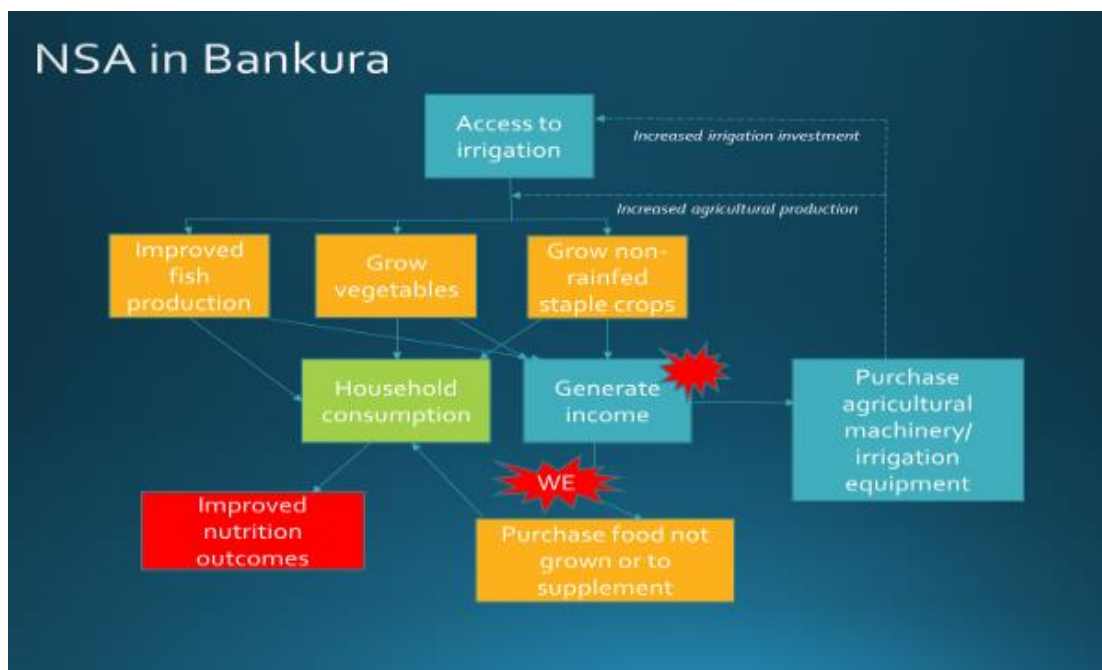 NSA in Bankura
Access to
irrigation
Increased irrigation investment
Increased agricultural production
Improved
fish
production
Grow
vegetables
Grow non-
rainfed
staple crops
Household
consumption
Generate
income
Purchase
agricultural
machinery/
irrigation
equipment
WE
Improved
nutrition
outcomes
Purchase food not
grown or to
supplement